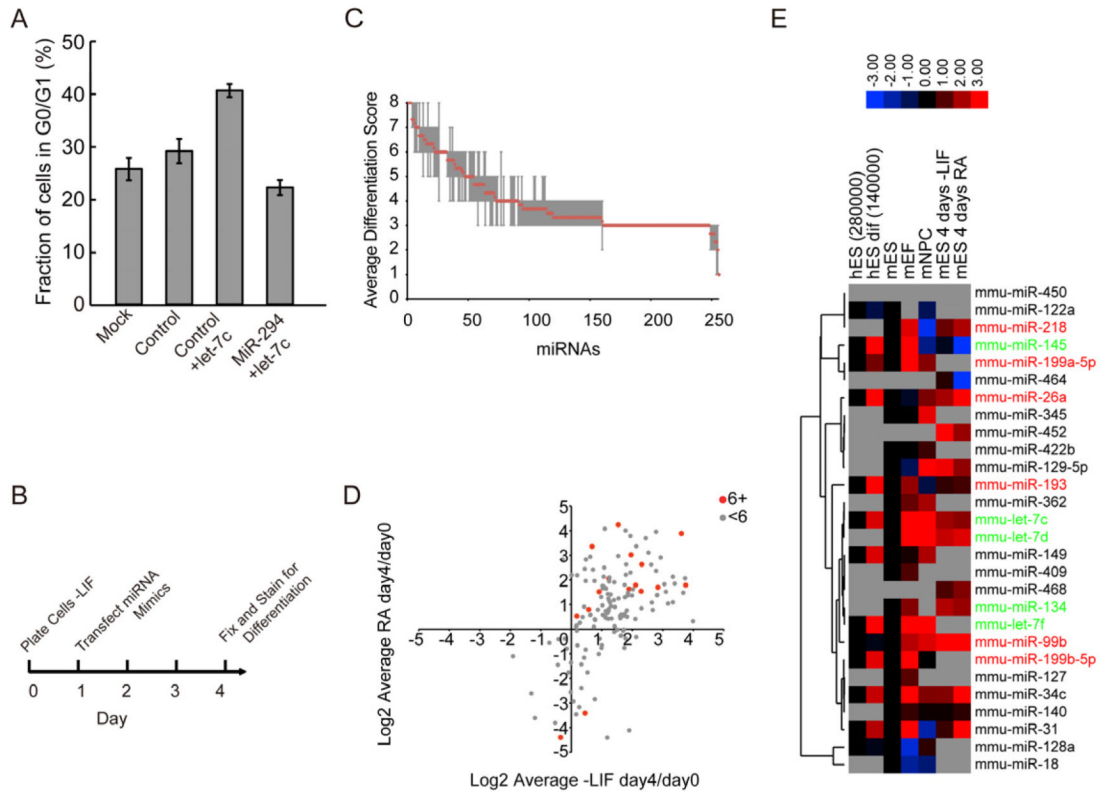 A
Fraction of cells in G0/G1 (%)
50
40
30
20
10
0
Mock
Control
Control
+let-7c
MiR-294
+let-7c
B
Plate Cells -LIF
Transfect miRNA
Mimics
Fix and Stain for
Differentiation
0 1 2 3 4
Day
C
Average Differentiation Score
8
7
6
5
4
3
2
1
0
0 50 100 150 200 250
miRNAs
D
6+
<6
Log2 Average RA day4/day0
5
4
3
2
1
0
-1
-2
-3
-4
-5
-5 -4 -3 -2 -1 0 1 2 3 4 5
Log2 Average -LIF day4/day0
E
-3.00
-2.00
-1.00
0.00
1.00
2.00
3.00
hES (280000)
hES dif (140000)
mES
mEF
mNPC
mES 4 days -LIF
mES 4 days RA
mmu-miR-450
mmu-miR-122a
mmu-miR-218
mmu-miR-145
mmu-miR-199a-5p
mmu-miR-464
mmu-miR-26a
mmu-miR-345
mmu-miR-452
mmu-miR-422b
mmu-miR-129-5p
mmu-miR-193
mmu-miR-362
mmu-let-7c
mmu-let-7d
mmu-miR-149
mmu-miR-409
mmu-miR-468
mmu-miR-134
mmu-let-7f
mmu-miR-99b
mmu-miR-199b-5p
mmu-miR-127
mmu-miR-34c
mmu-miR-140
mmu-miR-31
mmu-miR-128a
mmu-miR-18